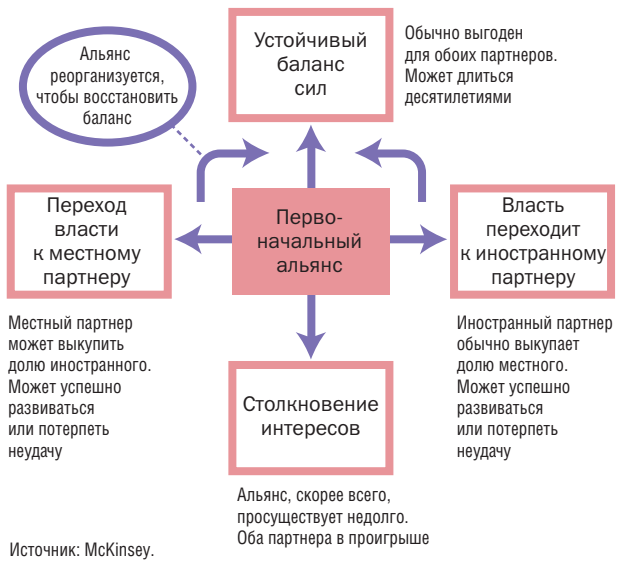 Альянс
реорганизуется,
чтобы восстановить
баланс
Устойчивый
баланс
сил
Обычно выгоден
для обоих партнеров.
Может длиться
десятилетиями
Переход
власти
к местному
партнеру
Перво-
начальный
альянс
Власть
переходит
к иностранному
партнеру
Местный партнер
может выкупить
долю иностранного.
Может успешно
развиваться
или потерпеть
неудачу
Столкновение
интересов
Иностранный партнер
обычно выкупает
долю местного.
Может успешно
развиваться
или потерпеть
неудачу
Альянс, скорее всего,
просуществует недолго.
Оба партнера в проигрыше
Источник: McKinsey.